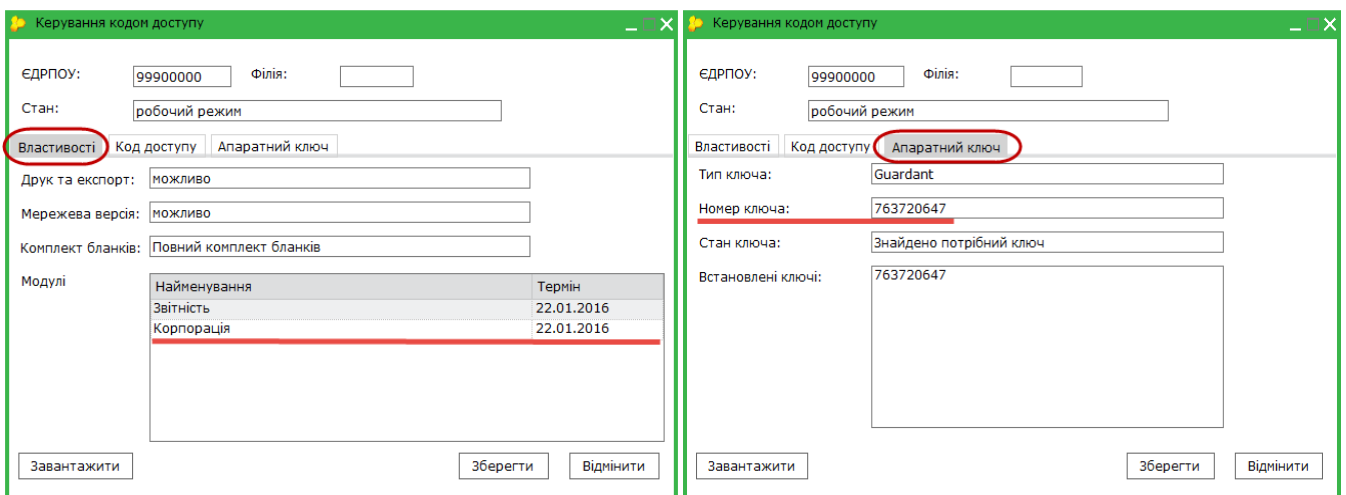 Керування кодом доступу
ЄДРПОУ: 99900000 Філія:
Стан: робочий режим
Властивості Код доступу Апаратний ключ
Друк та експорт: можливо
Мережева версія: можливо
Комплект бланків: Повний комплект бланків
Модулі
Найменування Термін
Звітність 22.01.2016
Корпорація 22.01.2016
Завантажити Зберегти Відмінити
Керування кодом доступу
ЄДРПОУ: 99900000 Філія:
Стан: робочий режим
Властивості Код доступу Апаратний ключ
Тип ключа: Guardant
Номер ключа: 763720647
Стан ключа: Знайдено потрібний ключ
Встановлені ключі: 763720647
Завантажити Зберегти Відмінити